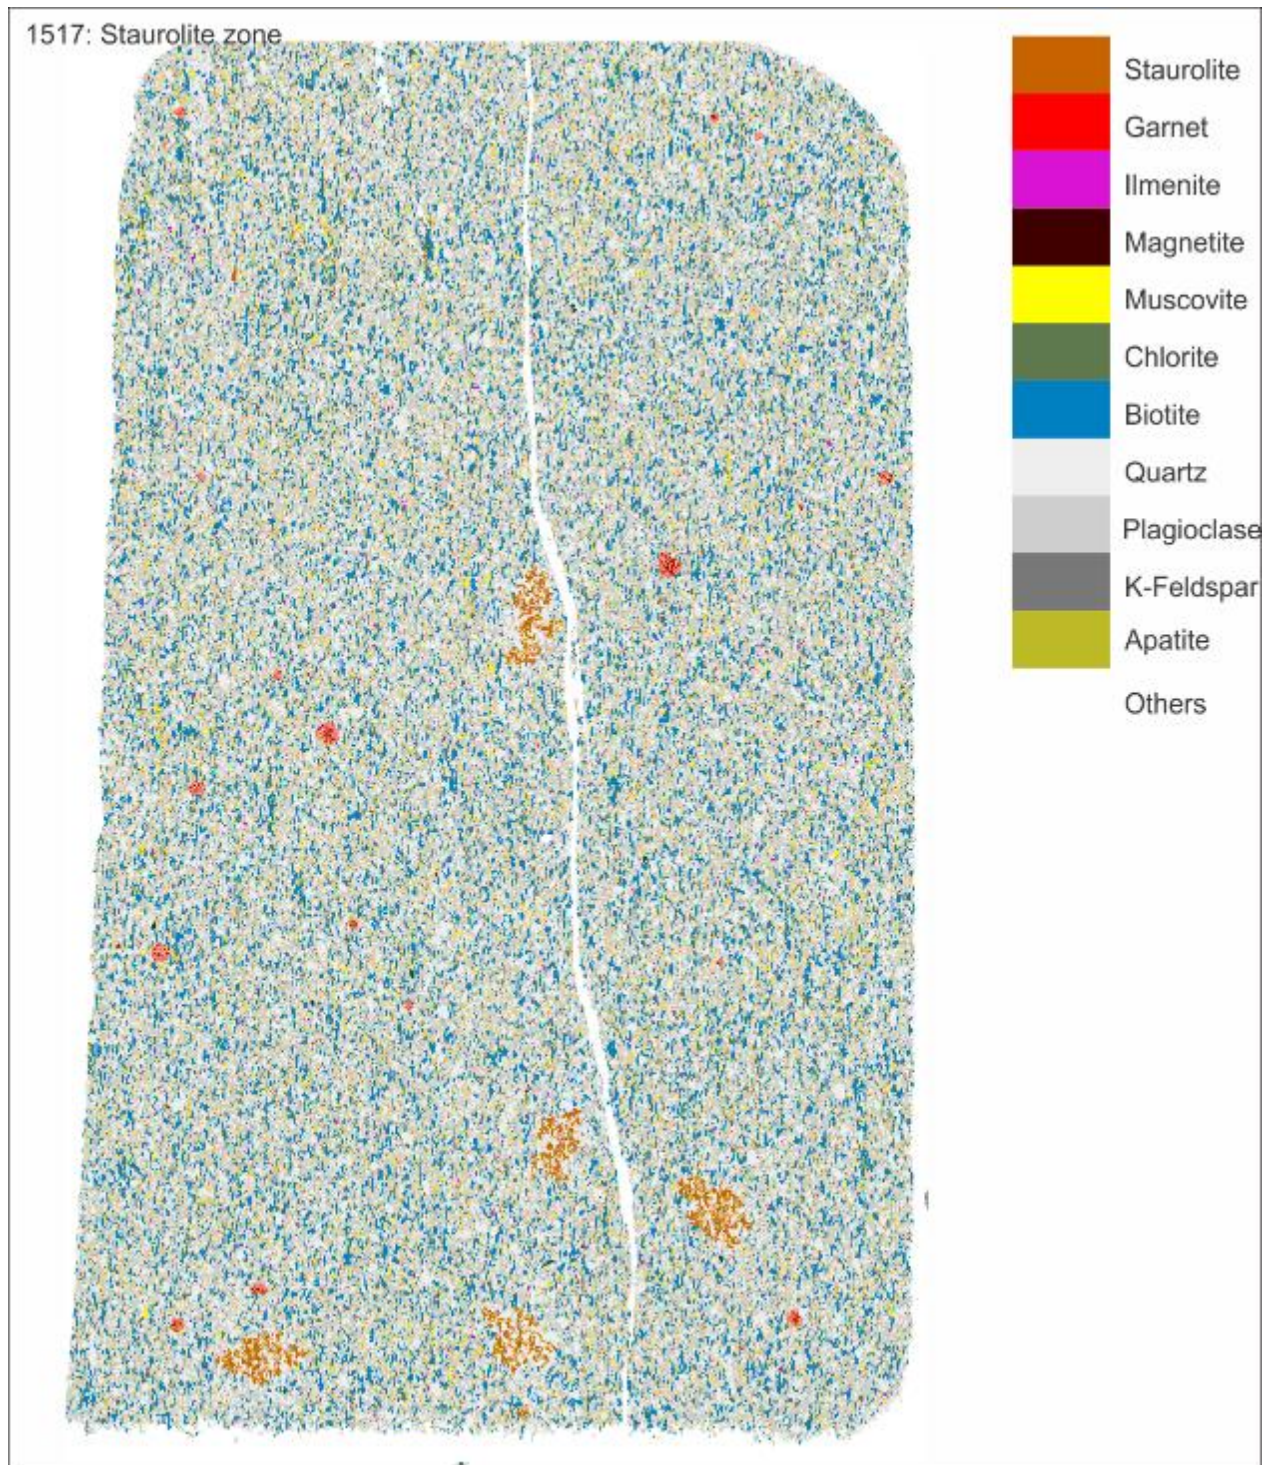 1517: Staurolite zone
Staurolite
Garnet
Ilmenite
Magnetite
Muscovite
Chlorite
Biotite
Quartz
Plagioclase
K-Feldspar
Apatite
Others